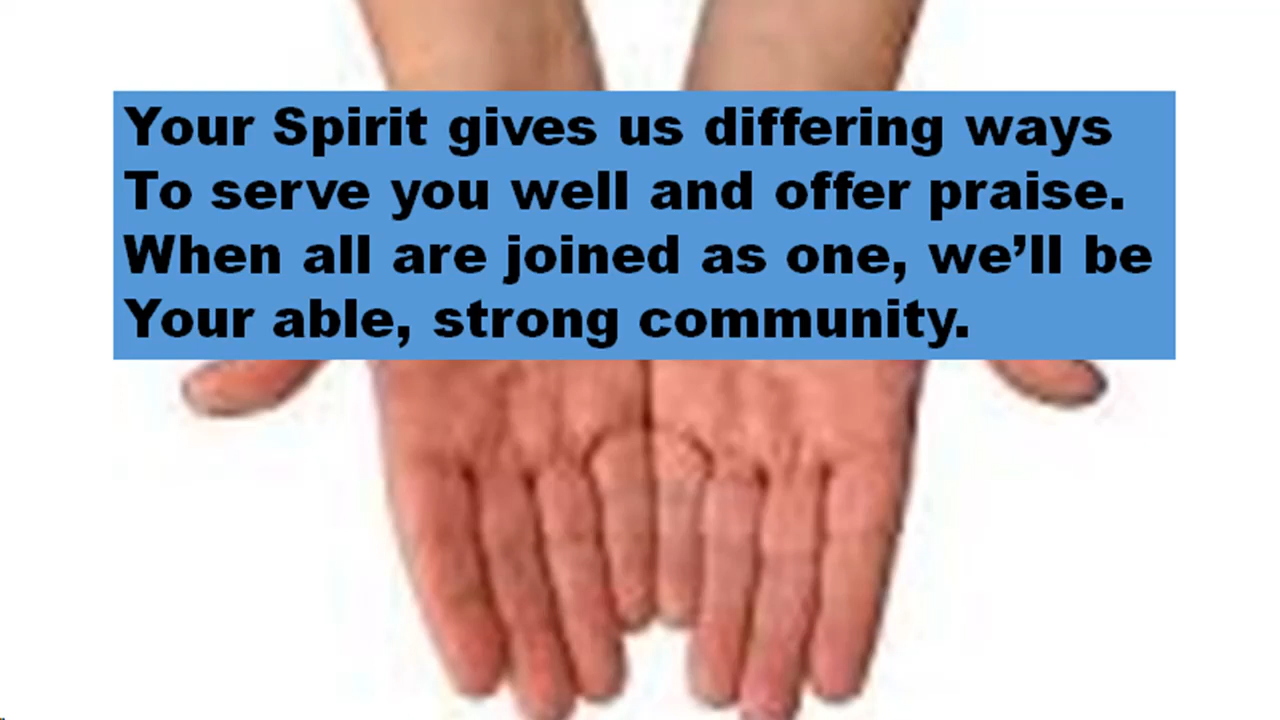 Your Spirit gives us differing ways
To serve you well and offer praise.
When all are joined as one, we’ll be
Your able, strong community.